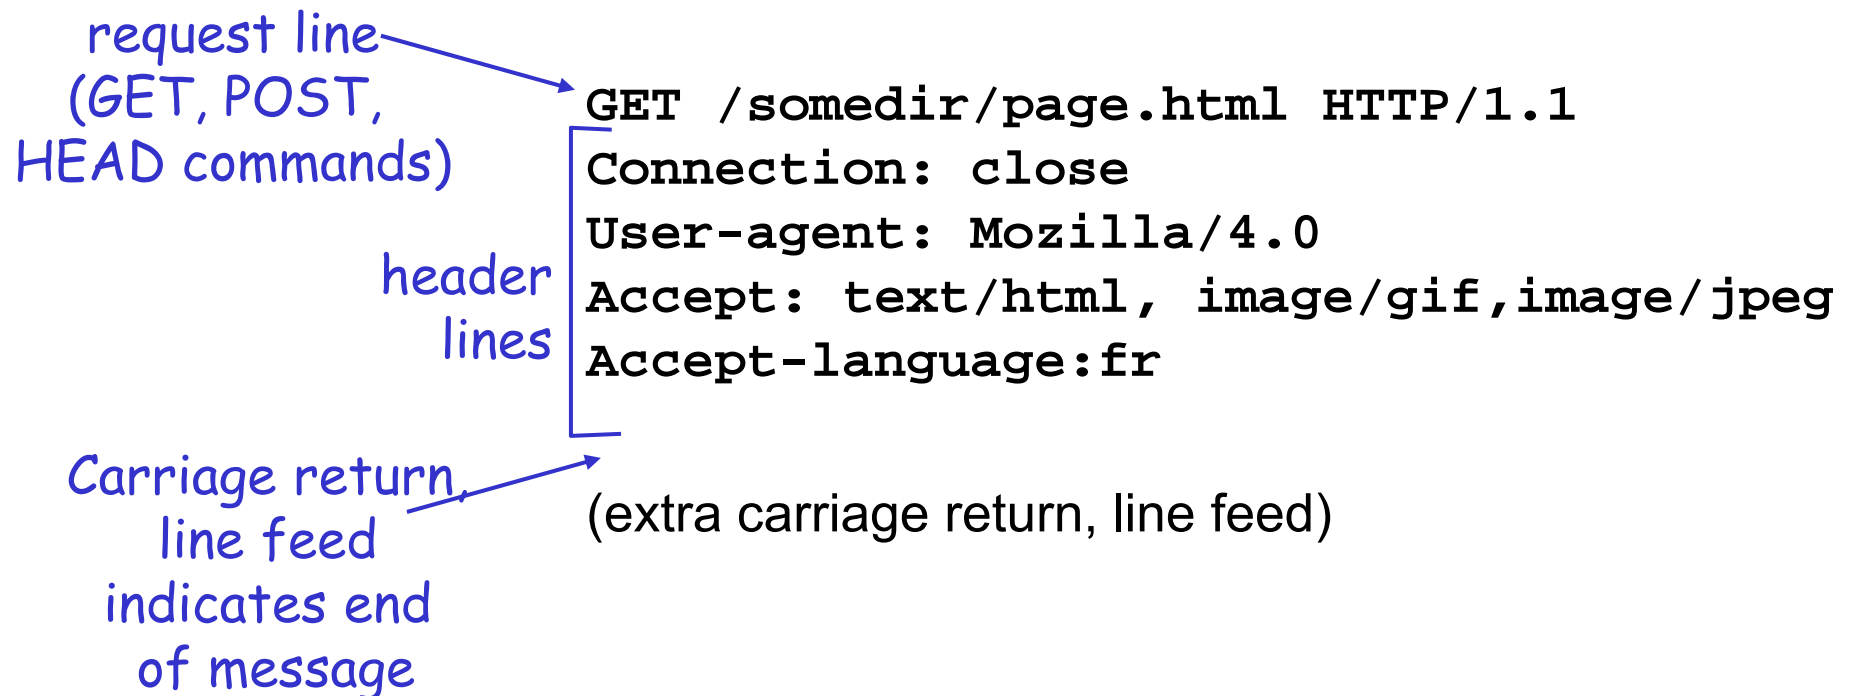 request line
(GET, POST,
HEAD commands)
GET /somedir/page.html HTTP/1.1
Connection: close
User-agent: Mozilla/4.0
Accept: text/html, image/gif,image/jpeg
Accept-language:fr
header
lines
Carriage return,
line feed
indicates end
of message
(extra carriage return, line feed)